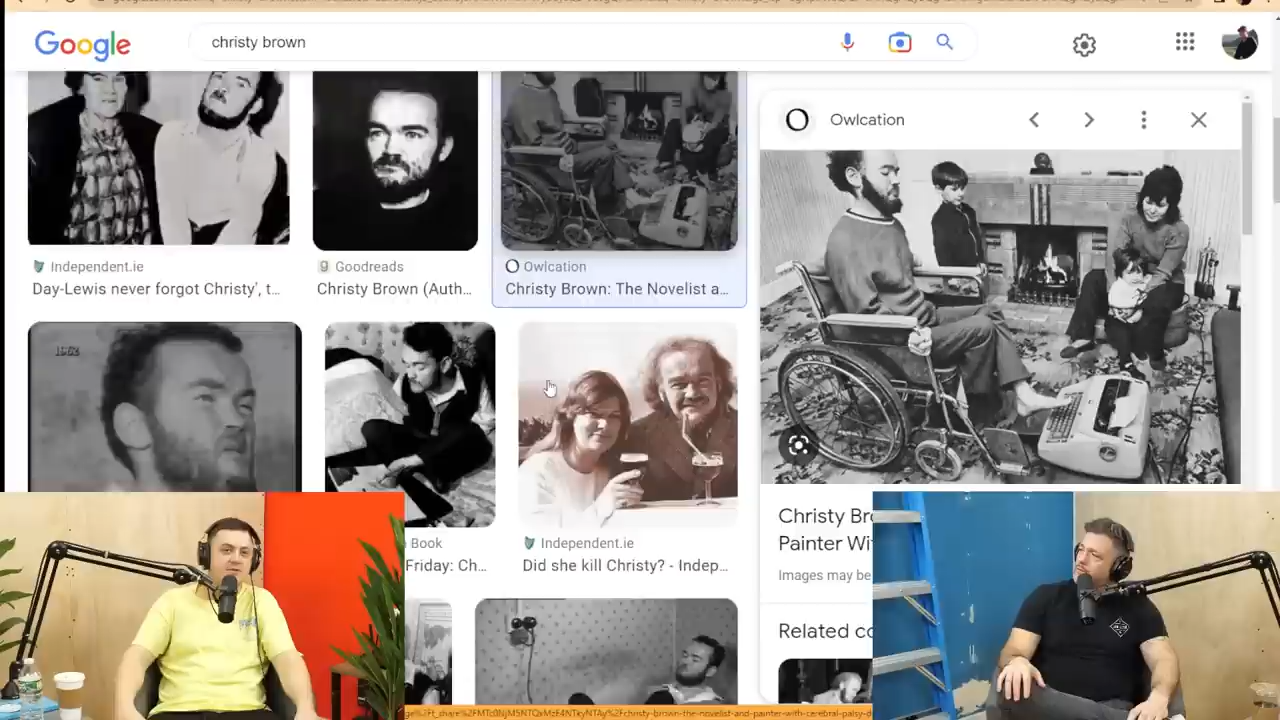 Google
christy brown
Owlcation
Independent.ie
Day-Lewis never forgot Christy', t...
Goodreads
Christy Brown (Auth...
Owlcation
Christy Brown: The Novelist a...
1962
Book
Friday: Ch...
Independent.ie
Did she kill Christy? - Indep...
Christy Br
Painter Wi
Images may be
Related co